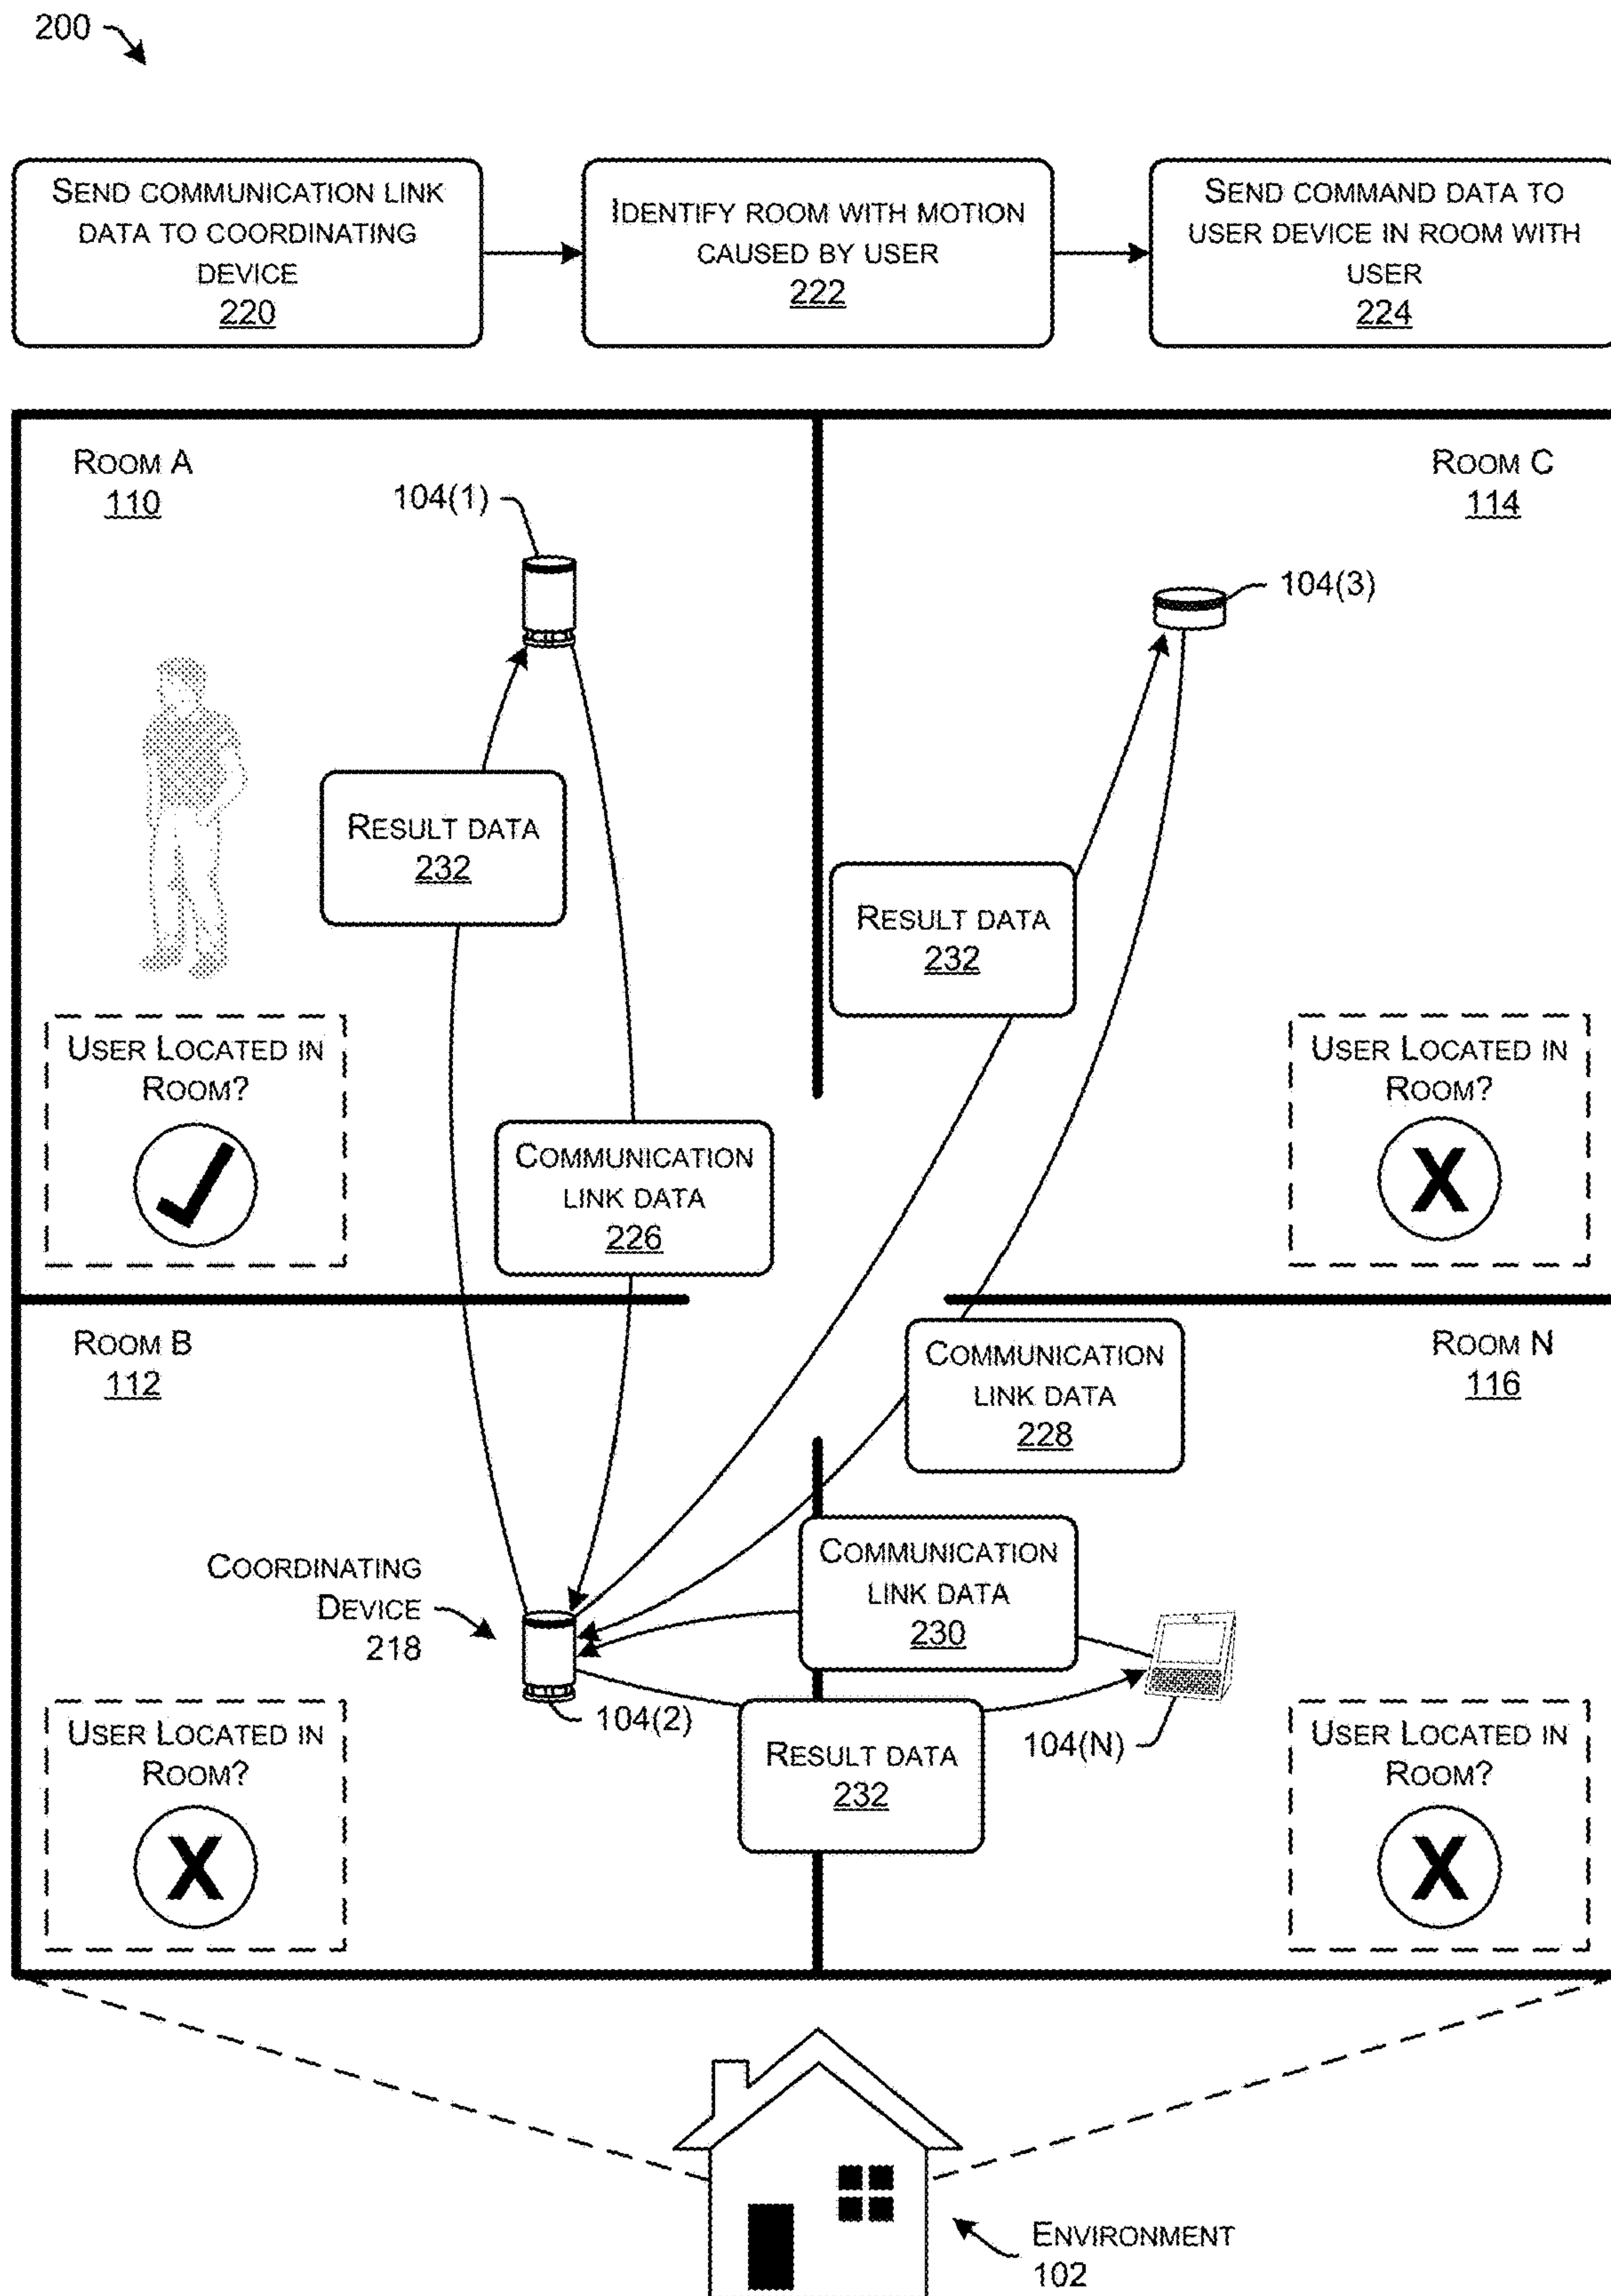 200
SEND COMMUNICATION LINK
DATA TO COORDINATING
DEVICE
220
IDENTIFY ROOM WITH MOTION
CAUSED BY USER
222
SEND COMMAND DATA TO
USER DEVICE IN ROOM WITH
USER
224
ROOM A
110
104(1)
ROOM C
114
104(3)
RESULT DATA
232
RESULT DATA
232
USER LOCATED IN
ROOM?
COMMUNICATION
LINK DATA
226
USER LOCATED IN
ROOM?
X
ROOM B
112
COMMUNICATION
LINK DATA
228
ROOM N
116
COORDINATING
DEVICE
218
104(2)
COMMUNICATION
LINK DATA
230
104(N)
USER LOCATED IN
ROOM?
X
RESULT DATA
232
USER LOCATED IN
ROOM?
X
ENVIRONMENT
102